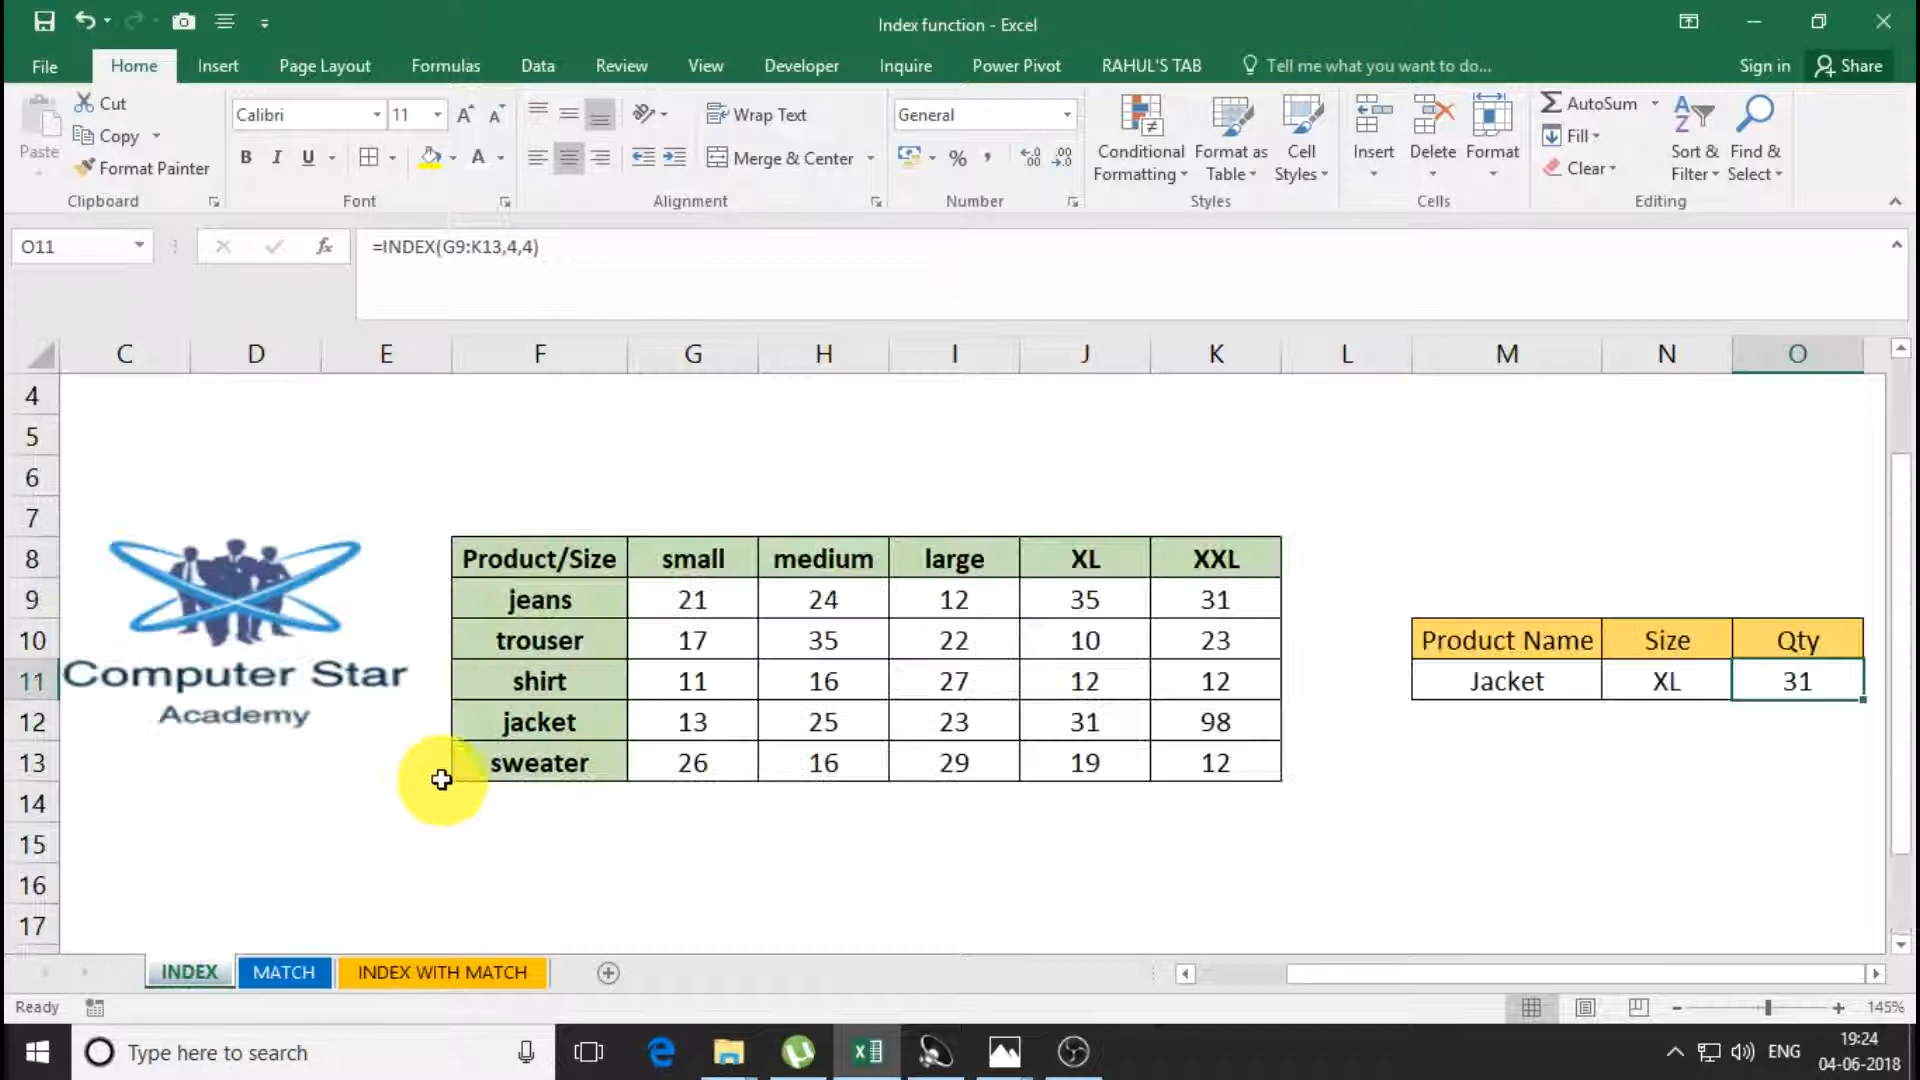 Index function - Excel
File Home Insert Page Layout Formulas Data Review View Developer Inquire Power Pivot RAHUL'S TAB Tell me what you want to do... Sign in Share
Paste
Cut
Copy
Format Painter
Clipboard
Calibri 11
B I U A
Font
Wrap Text
Merge & Center
Alignment
General
%
Number
Conditional Formatting
Format as Table
Cell Styles
Styles
Insert Delete Format
Cells
AutoSum
Fill
Clear
Sort & Filter
Find & Select
Editing
O11 fx =INDEX(G9:K13,4,4)
C D E F G H I J K L M N O
4
5
6
7
8 Product/Size small medium large XL XXL
9 jeans 21 24 12 35 31
10 trouser 17 35 22 10 23 Product Name Size Qty
11 shirt 11 16 27 12 12 Jacket XL 31
12 jacket 13 25 23 31 98
13 sweater 26 16 29 19 12
14
15
16
17
Computer Star
Academy
INDEX MATCH INDEX WITH MATCH
Ready 145%
Type here to search ENG 19:24
04-06-2018